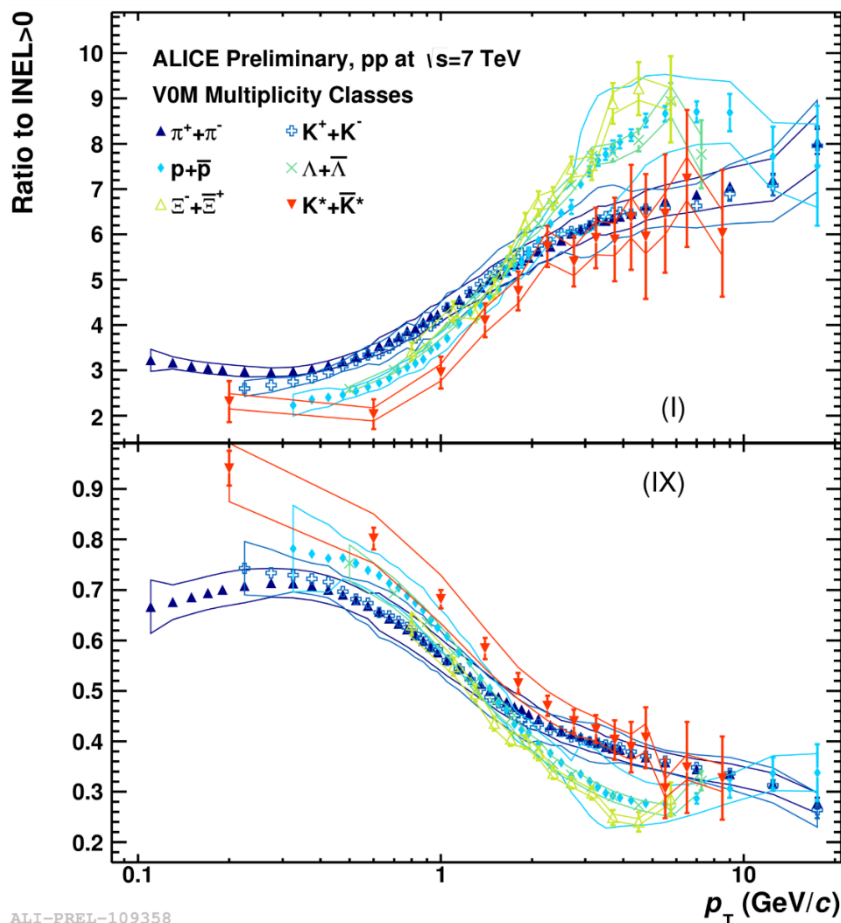 Ratio to INEL>0
ALICE Preliminary, pp at √s=7 TeV
V0M Multiplicity Classes
π⁺+π⁻
K⁺+K⁻
p+p̅
Λ+Λ̅
Ξ⁻+Ξ̅⁺
K*+K̅*
10
9
8
7
6
5
4
3
2
(I)
(IX)
0.9
0.8
0.7
0.6
0.5
0.4
0.3
0.2
0.1
1
10
p_T (GeV/c)
ALI-PREL-109358